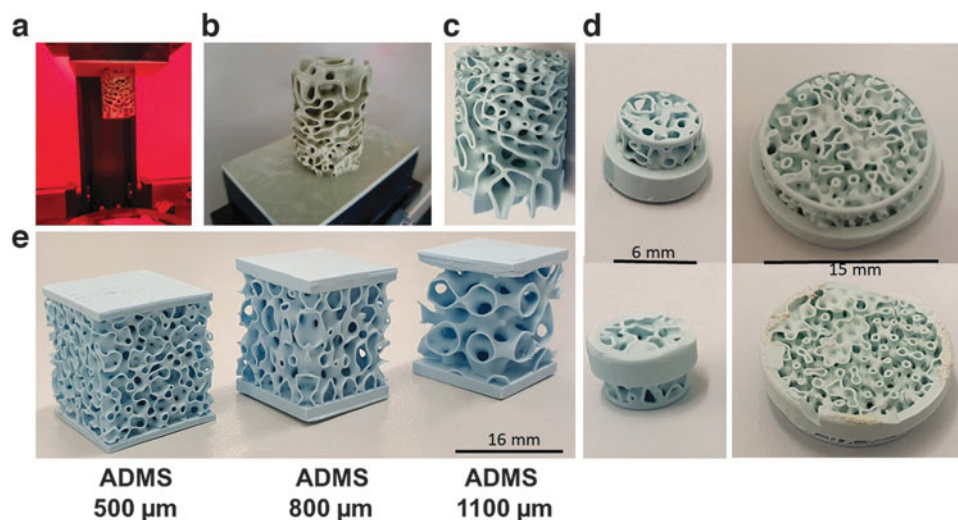 a
b
c
d
6 mm
15 mm
e
16 mm
ADMS
500 µm
ADMS
800 µm
ADMS
1100 µm